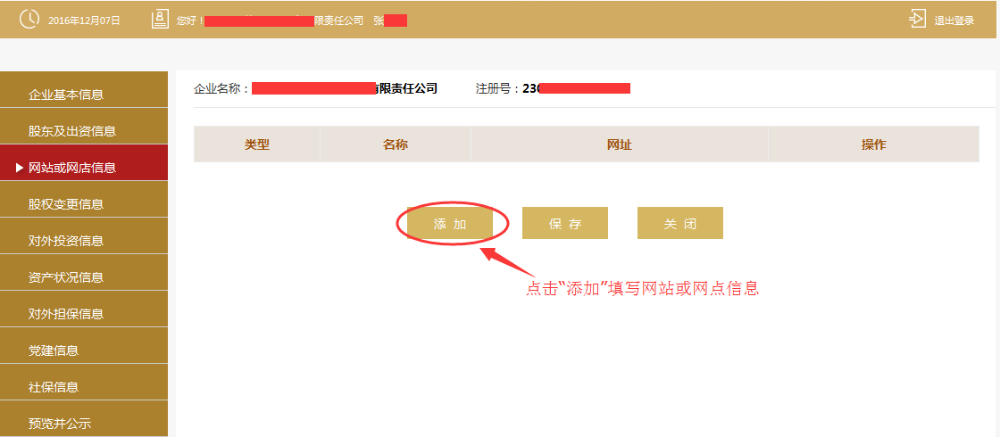 2016年12月07日 您好！ 限责任公司 张 退出登录
企业名称： 有限责任公司 注册号：230
企业基本信息
股东及出资信息
网站或网店信息
股权变更信息
对外投资信息
资产状况信息
对外担保信息
党建信息
社保信息
预览并公示
类型 名称 网址 操作
添 加 保 存 关 闭
点击“添加”填写网站或网点信息